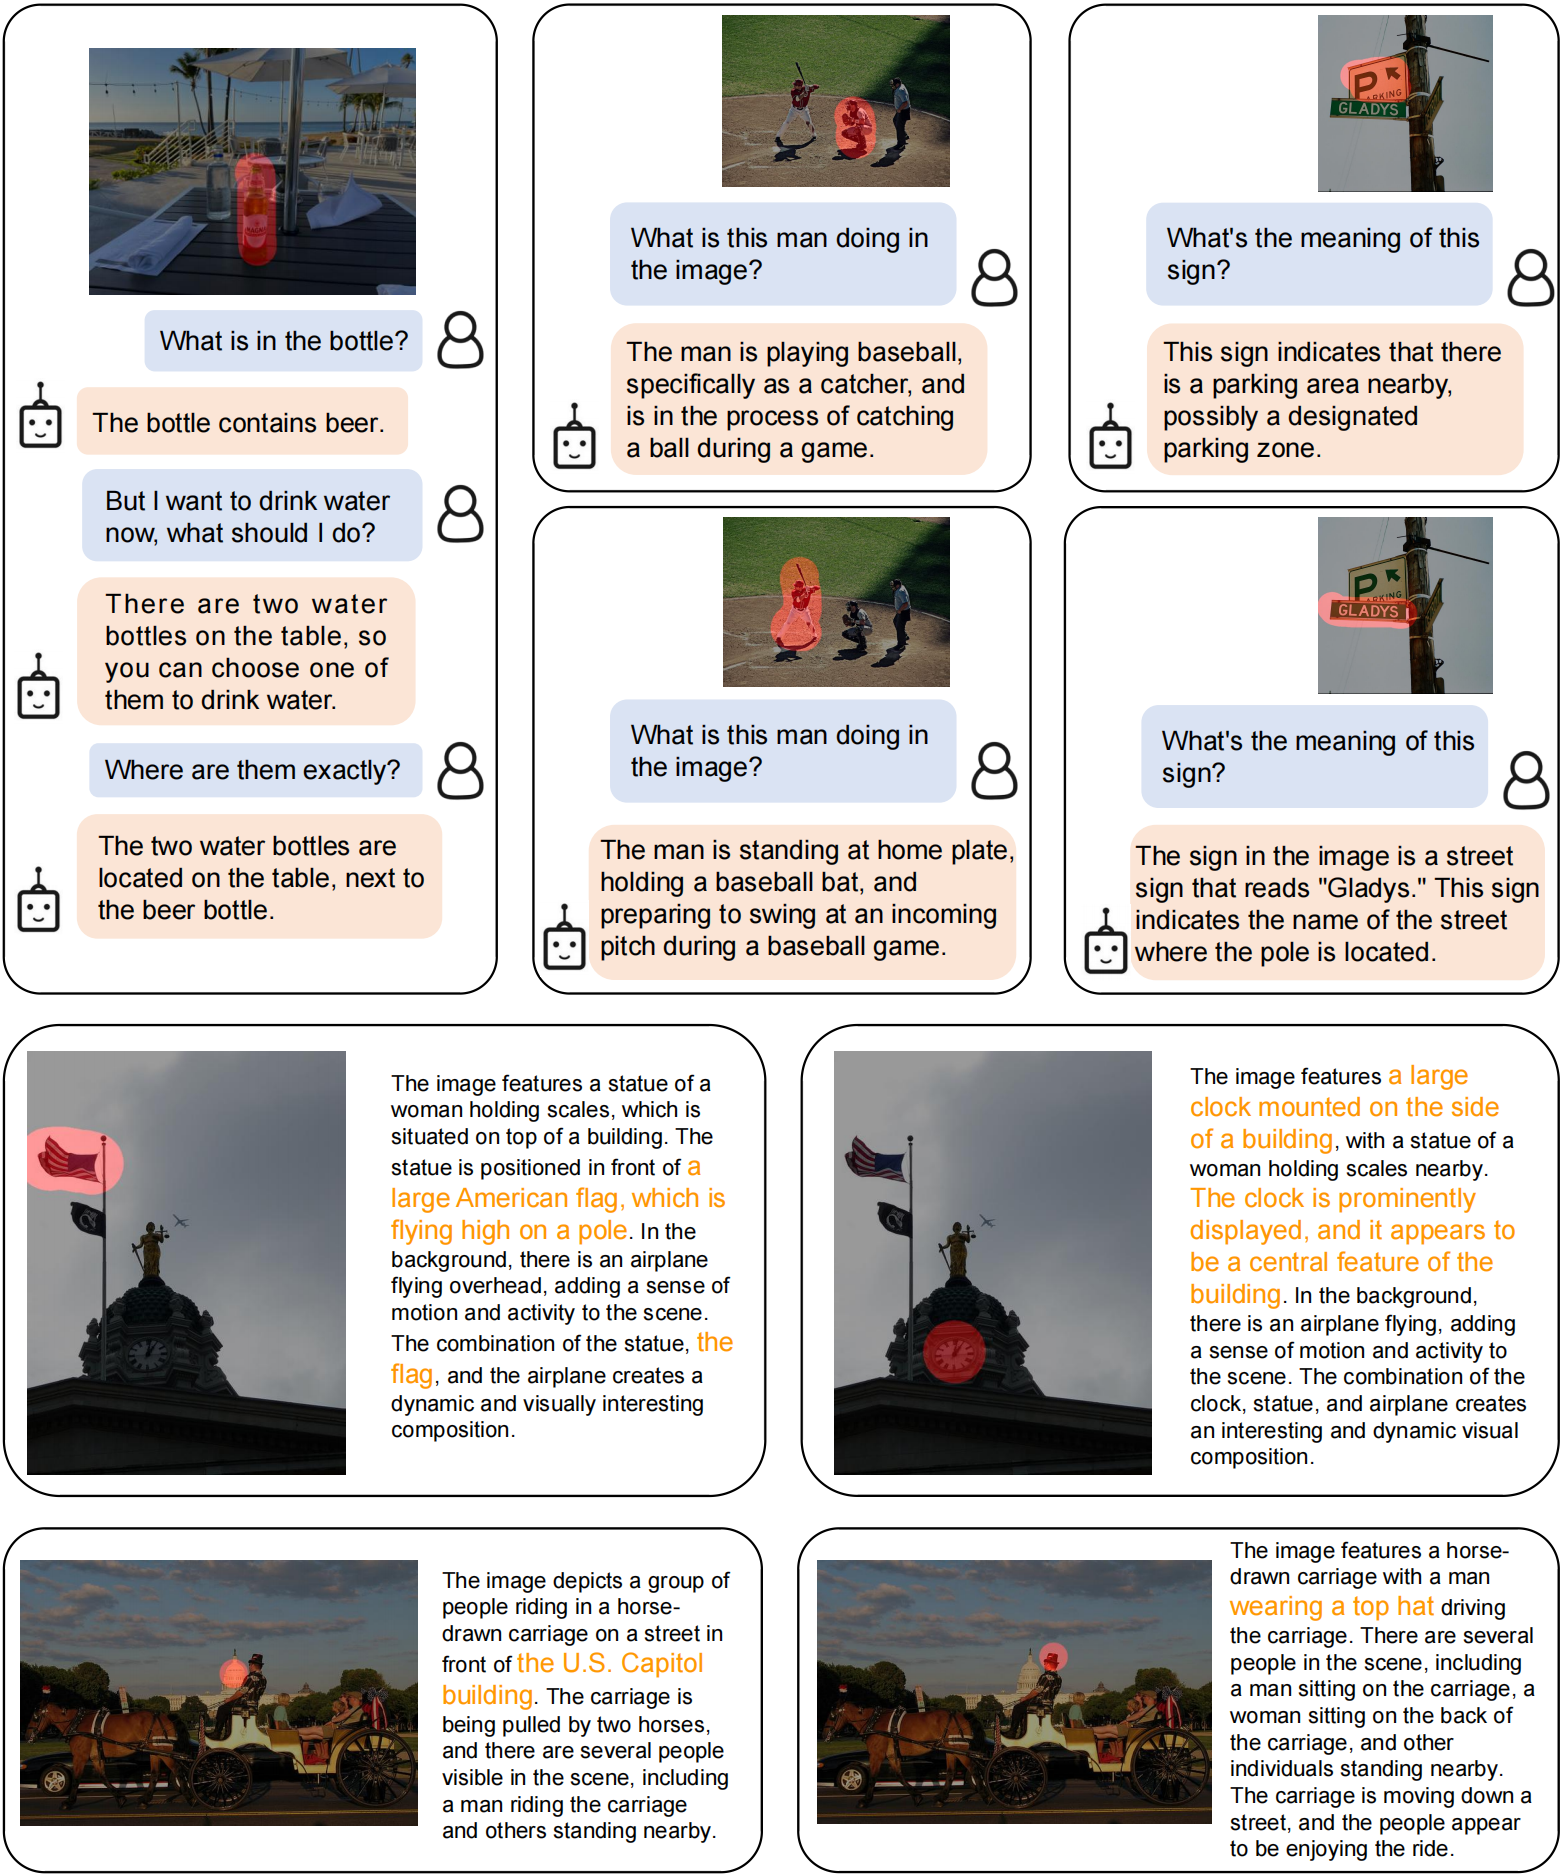 What is in the bottle?
The bottle contains beer.
But I want to drink water
now, what should I do?
There are two water
bottles on the table, so
you can choose one of
them to drink water.
Where are them exactly?
The two water bottles are
located on the table, next to
the beer bottle.
What is this man doing in
the image?
The man is playing baseball,
specifically as a catcher, and
is in the process of catching
a ball during a game.
P
PARKING
GLADYS
What's the meaning of this
sign?
This sign indicates that there
is a parking area nearby,
possibly a designated
parking zone.
What is this man doing in
the image?
The man is standing at home plate,
holding a baseball bat, and
preparing to swing at an incoming
pitch during a baseball game.
P
PARKING
GLADYS
What's the meaning of this
sign?
The sign in the image is a street
sign that reads "Gladys." This sign
indicates the name of the street
where the pole is located.
The image features a statue of a
woman holding scales, which is
situated on top of a building. The
statue is positioned in front of a
large American flag, which is
flying high on a pole. In the
background, there is an airplane
flying overhead, adding a sense of
motion and activity to the scene.
The combination of the statue, the
flag, and the airplane creates a
dynamic and visually interesting
composition.
The image features a large
clock mounted on the side
of a building, with a statue of a
woman holding scales nearby.
The clock is prominently
displayed, and it appears to
be a central feature of the
building. In the background,
there is an airplane flying, adding
a sense of motion and activity to
the scene. The combination of the
clock, statue, and airplane creates
an interesting and dynamic visual
composition.
The image depicts a group of
people riding in a horse-
drawn carriage on a street in
front of the U.S. Capitol
building. The carriage is
being pulled by two horses,
and there are several people
visible in the scene, including
a man riding the carriage
and others standing nearby.
The image features a horse-
drawn carriage with a man
wearing a top hat driving
the carriage. There are several
people in the scene, including
a man sitting on the carriage, a
woman sitting on the back of
the carriage, and other
individuals standing nearby.
The carriage is moving down a
street, and the people appear
to be enjoying the ride.